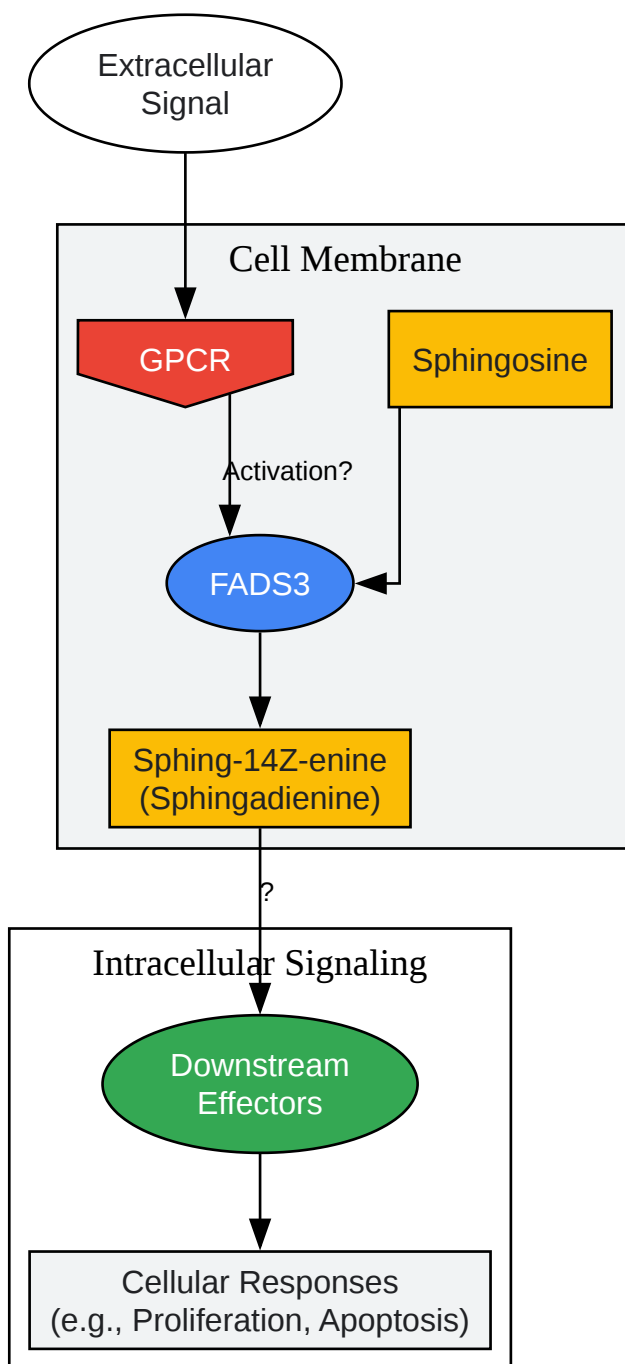 Extracellular
Signal
Cell Membrane
GPCR
Sphingosine
Activation?
FADS3
Sphing-14Z-enine
(Sphingadienine)
?
Intracellular Signaling
Downstream
Effectors
Cellular Responses
(e.g., Proliferation, Apoptosis)